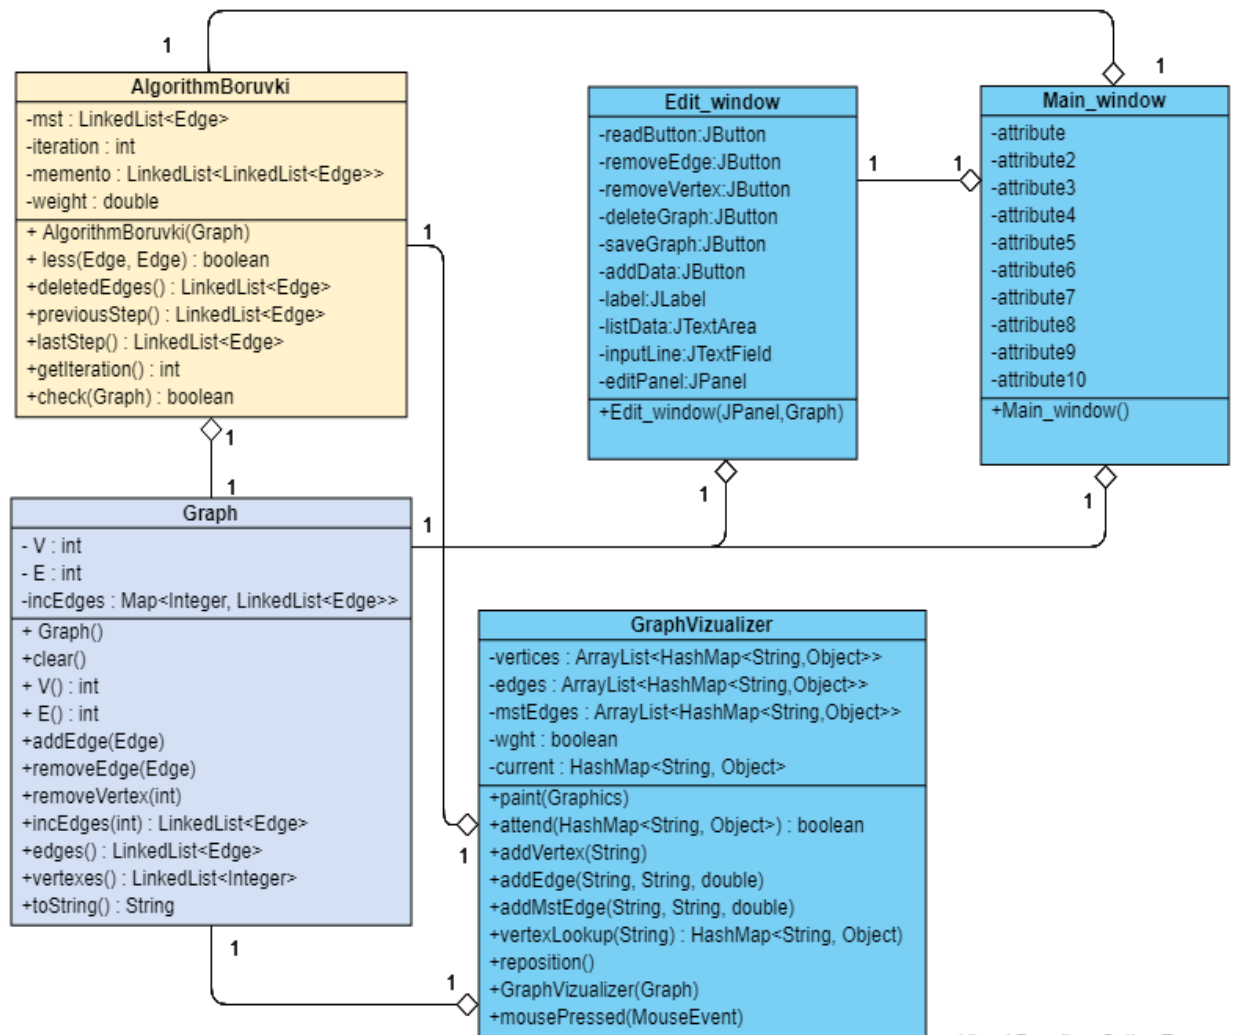 1
1
1
AlgorithmBoruvki
-mst : LinkedList<Edge>
-iteration : int
-memento : LinkedList<LinkedList<Edge>>
-weight : double
+ AlgorithmBoruvki(Graph)
+ less(Edge, Edge) : boolean
+deletedEdges() : LinkedList<Edge>
+previousStep() : LinkedList<Edge>
+lastStep() : LinkedList<Edge>
+getIteration() : int
+check(Graph) : boolean
1
1
1
Edit_window
-readButton:JButton
-removeEdge:JButton
-removeVertex:JButton
-deleteGraph:JButton
-saveGraph:JButton
-addData:JButton
-label:JLabel
-listData:JTextArea
-inputLine:JTextField
-editPanel:JPanel
+Edit_window(JPanel,Graph)
1
1
1
Main_window
-attribute
-attribute2
-attribute3
-attribute4
-attribute5
-attribute6
-attribute7
-attribute8
-attribute9
-attribute10
+Main_window()
1
Graph
- V : int
- E : int
-incEdges : Map<Integer, LinkedList<Edge>>
+ Graph()
+clear()
+ V() : int
+ E() : int
+addEdge(Edge)
+removeEdge(Edge)
+removeVertex(int)
+incEdges(int) : LinkedList<Edge>
+edges() : LinkedList<Edge>
+vertexes() : LinkedList<Integer>
+toString() : String
1
1
GraphVizualizer
-vertices : ArrayList<HashMap<String,Object>>
-edges : ArrayList<HashMap<String,Object>>
-mstEdges : ArrayList<HashMap<String,Object>>
-wght : boolean
-current : HashMap<String, Object>
+paint(Graphics)
+attend(HashMap<String, Object>) : boolean
+addVertex(String)
+addEdge(String, String, double)
+addMstEdge(String, String, double)
+vertexLookup(String) : HashMap<String, Object)
+reposition()
+GraphVizualizer(Graph)
+mousePressed(MouseEvent)
1
1